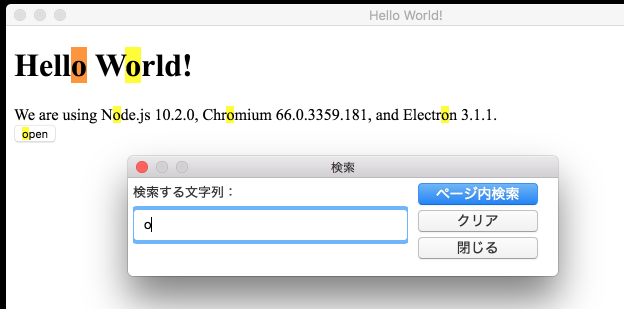 Hello World!
Hello World!
We are using Node.js 10.2.0, Chromium 66.0.3359.181, and Electron 3.1.1.
open
検索
検索する文字列：
ページ内検索
o
クリア
閉じる